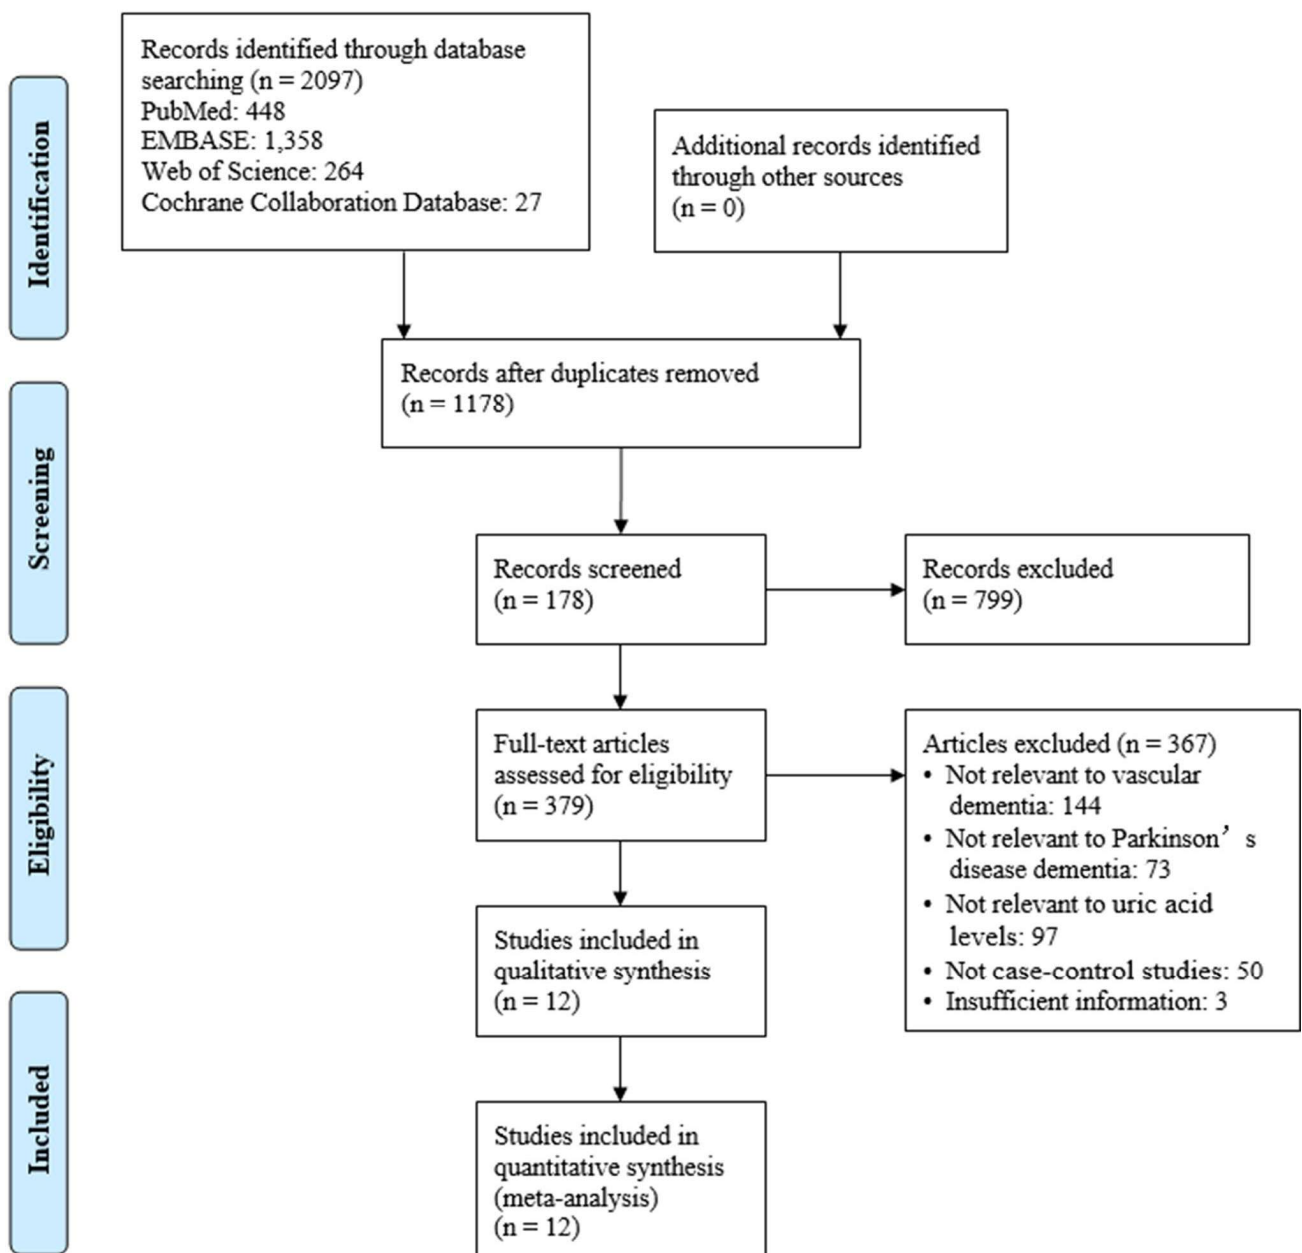 Identification
Records identified through database
searching (n = 2097)
PubMed: 448
EMBASE: 1,358
Web of Science: 264
Cochrane Collaboration Database: 27
Additional records identified
through other sources
(n = 0)
Records after duplicates removed
(n = 1178)
Screening
Records screened
(n = 178)
Records excluded
(n = 799)
Eligibility
Full-text articles
assessed for eligibility
(n = 379)
Articles excluded (n = 367)
• Not relevant to vascular
dementia: 144
• Not relevant to Parkinson’ s
disease dementia: 73
• Not relevant to uric acid
levels: 97
• Not case-control studies: 50
• Insufficient information: 3
Studies included in
qualitative synthesis
(n = 12)
Included
Studies included in
quantitative synthesis
(meta-analysis)
(n = 12)